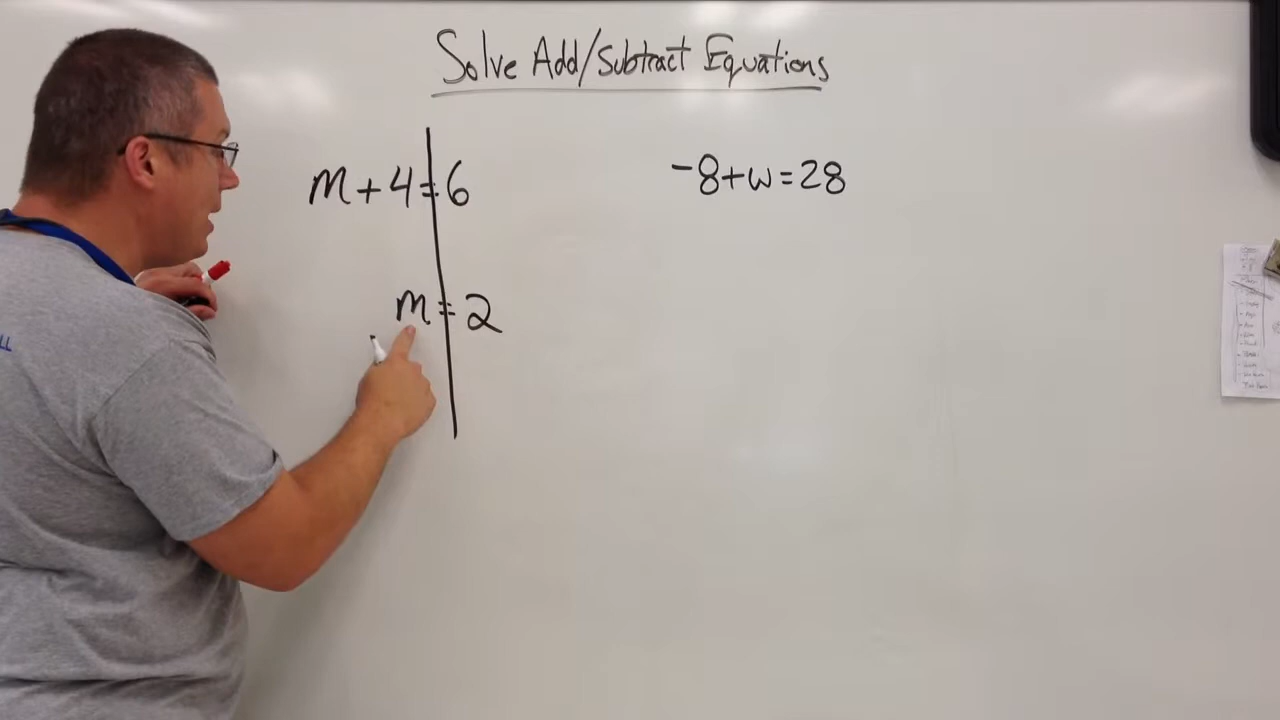 Solve Add/Subtract Equations
m+4=6
-8+w=28
m=2